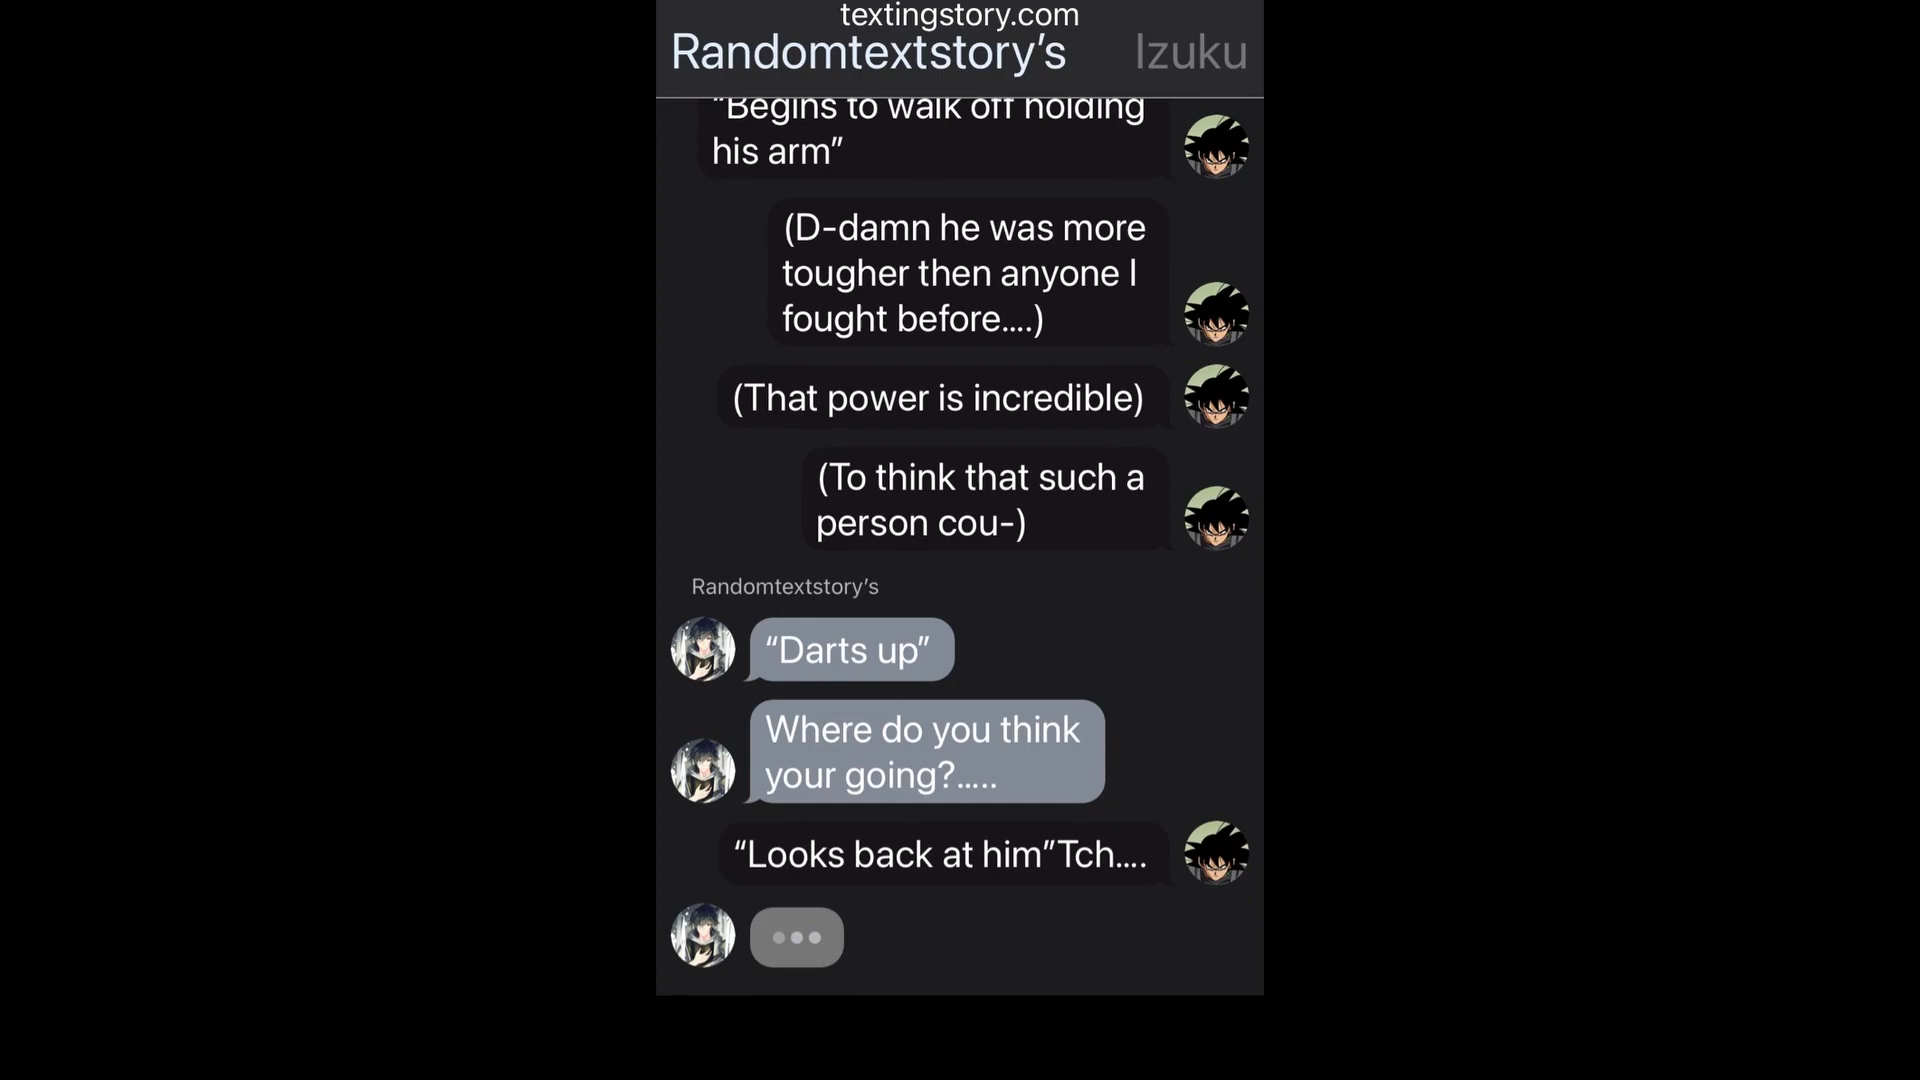 textingstory.com
Randomtextstory’s
Izuku
“Begins to walk off holding
his arm”
(D-damn he was more
tougher then anyone I
fought before....)
(That power is incredible)
(To think that such a
person cou-)
Randomtextstory’s
“Darts up”
Where do you think
your going?.....
“Looks back at him”Tch....